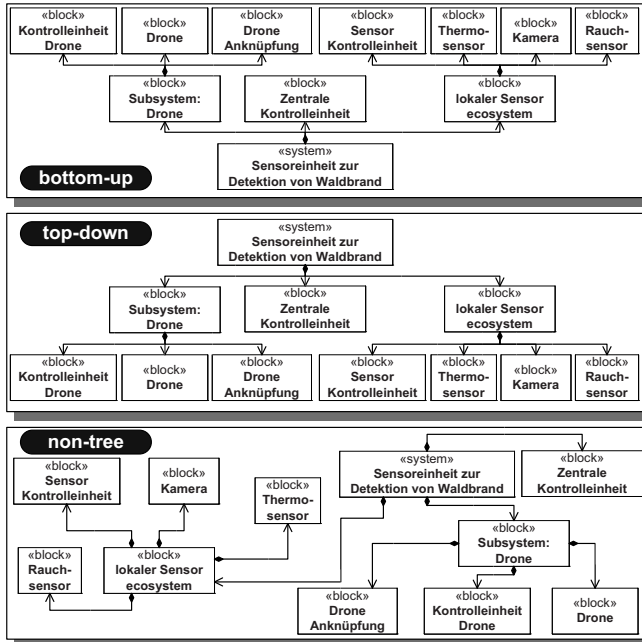 «block»
Kontrolleinheit
Drone
«block»
Drone
«block»
Drone
Anknüpfung
«block»
Sensor
Kontrolleinheit
«block»
Thermo-
sensor
«block»
Kamera
«block»
Rauch-
sensor
«block»
Subsystem:
Drone
«block»
Zentrale
Kontrolleinheit
«block»
lokaler Sensor
ecosystem
«system»
Sensoreinheit zur
Detektion von Waldbrand
bottom-up
top-down
«system»
Sensoreinheit zur
Detektion von Waldbrand
«block»
Subsystem:
Drone
«block»
Zentrale
Kontrolleinheit
«block»
lokaler Sensor
ecosystem
«block»
Kontrolleinheit
Drone
«block»
Drone
«block»
Drone
Anknüpfung
«block»
Sensor
Kontrolleinheit
«block»
Thermo-
sensor
«block»
Kamera
«block»
Rauch-
sensor
non-tree
«block»
Sensor
Kontrolleinheit
«block»
Kamera
«block»
Thermo-
sensor
«system»
Sensoreinheit zur
Detektion von Waldbrand
«block»
Zentrale
Kontrolleinheit
«block»
Rauch-
sensor
«block»
lokaler Sensor
ecosystem
«block»
Subsystem:
Drone
«block»
Drone
Anknüpfung
«block»
Kontrolleinheit
Drone
«block»
Drone